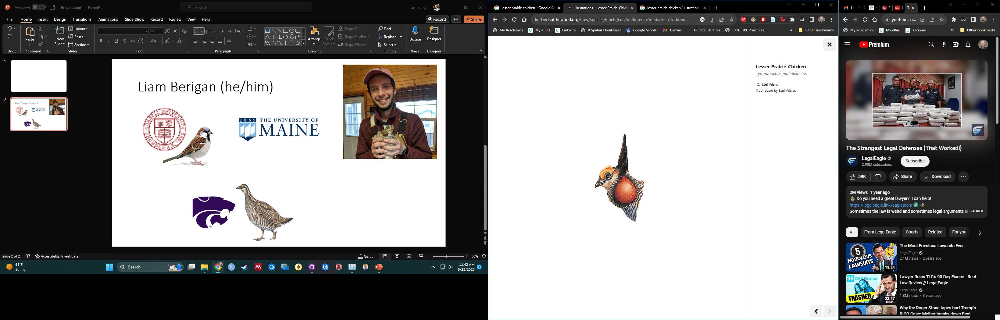 AutoSave Off Presentation1 - PowerPoint Search Liam Berigan
File Home Insert Design Transitions Animations Slide Show Record Review View Help Record Share
Undo
Paste
Clipboard
New Slide
Layout
Reset
Section
Slides
28
B I U S ab AV Aa A
Font
Paragraph
Arrange
Quick Styles
Shape Fill
Shape Outline
Shape Effects
Drawing
Find
Replace
Select
Editing
Dictate
Voice
Designer
Designer
1
2
Liam Berigan (he/him)
MAINE
Liam Berigan (he/him)
CORNELL UNIVERSITY
FOUNDED A.D. 1865
1865 THE UNIVERSITY OF
MAINE
Slide 2 of 2 Accessibility: Investigate Notes 86%
68°F
Sunny
Search
11:42 AM
8/23/2023
1
lesser prairie chicken - Google Se
Illustrations - Lesser Prairie-Chick
lesser prairie chicken illustration -
birdsoftheworld.org/bow/species/lepchi/cur/multimedia?media=illustrations
My Academics My eBird Larkwire R Spatial Cheatsheet Google Scholar Canvas K-State Libraries BIOL 198: Principles... » Other bookmarks
Lesser Prairie-Chicken
Tympanuchus pallidicinctus
Etel Vilaró
Illustration by Etel Vilaró.
youtube.co...
My Academics My eBird Larkwire » Other bookmarks
Premium
The Strangest Legal Defenses (That Worked!)
LegalEagle
2.98M subscribers
Subscribe
59K Share Download
2M views 1 year ago
Do you need a great lawyer? I can help!
https://legaleagle.link/eagleteam
Sometimes the law is weird and sometimes legal arguments ar ...more
All From LegalEagle Courts Related For you
5 FRIVOLOUS LAWSUITS
19:24
The Most Frivolous Lawsuits Ever
LegalEagle
2.1M views • 2 years ago
90 DAY Fiancé
TRASHED
23:47
Lawyer Ruins TLC's 90 Day Fiance - Real
Law Review // LegalEagle
LegalEagle
1.8M views • 3 years ago
Why the Roger Stone tapes hurt Trump's
RICO Case: Melber breaks down Beat